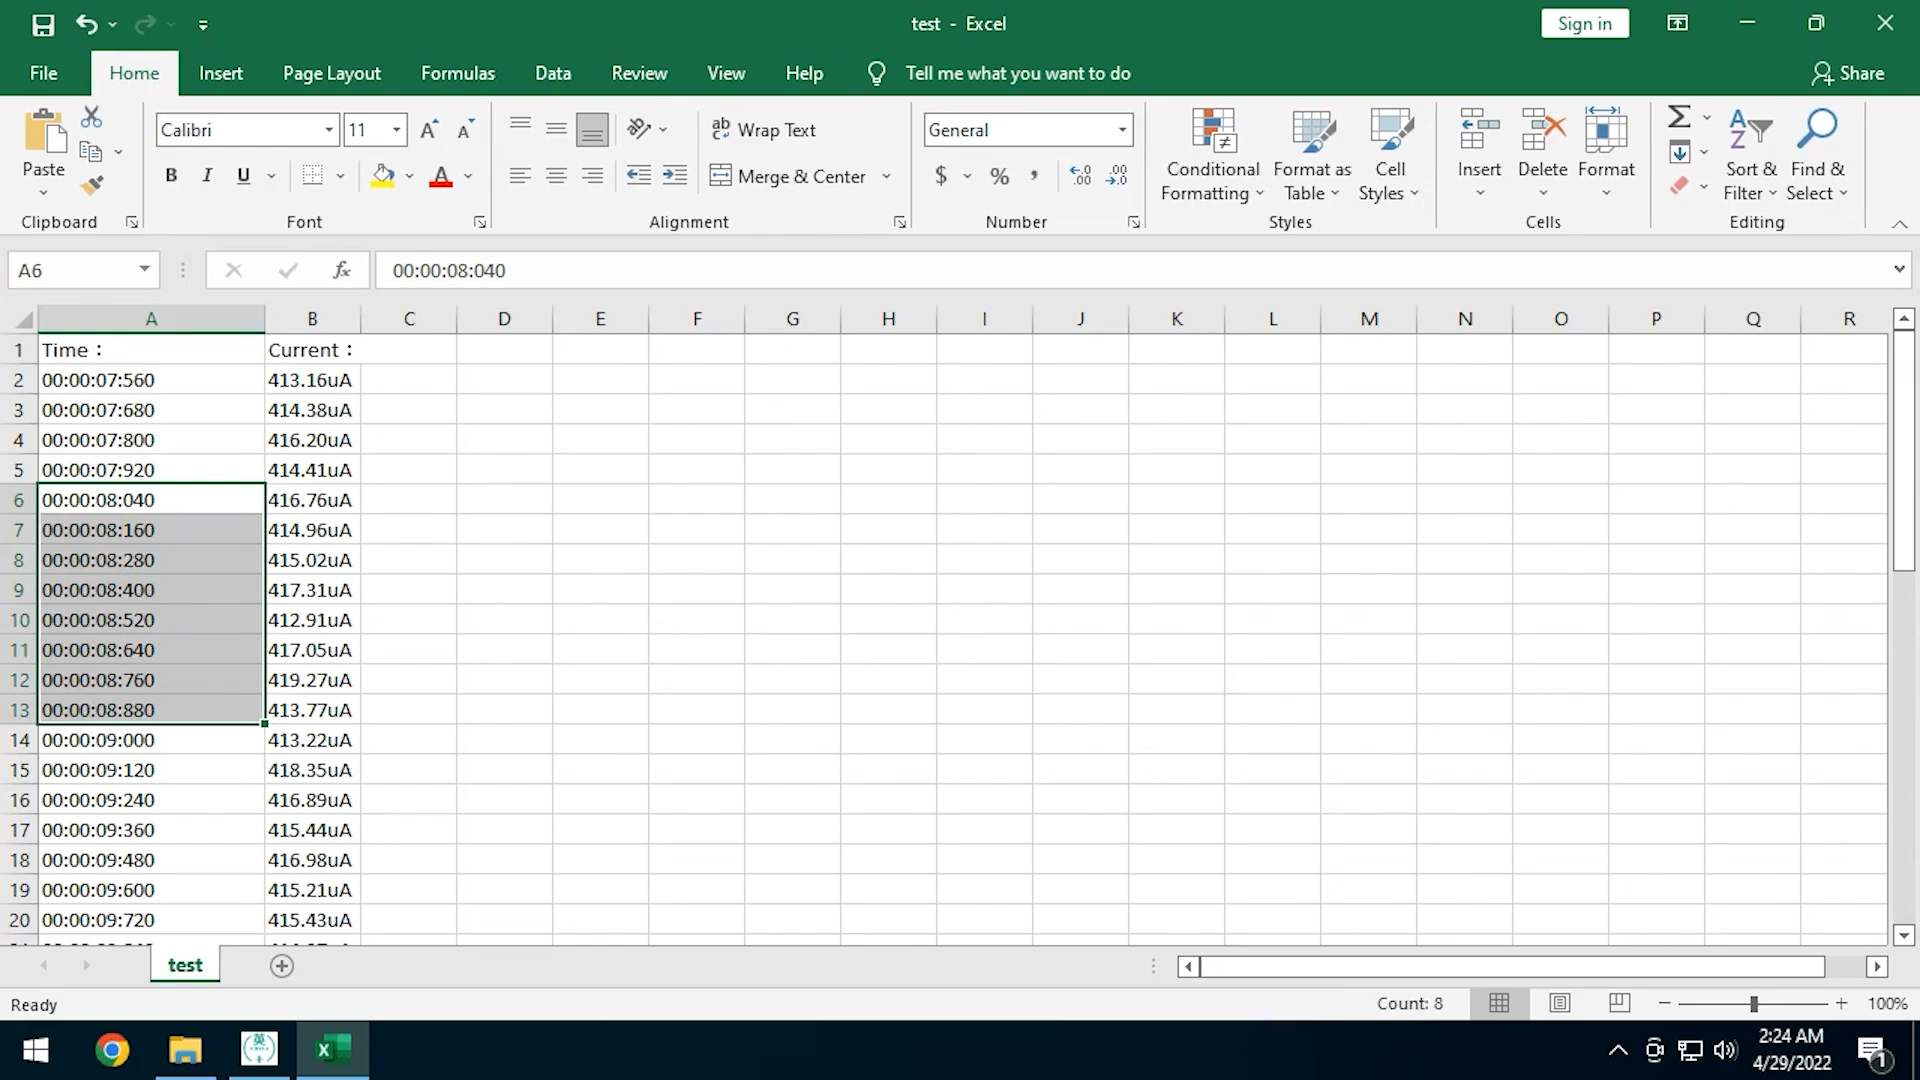 test - Excel
Sign in
File Home Insert Page Layout Formulas Data Review View Help Tell me what you want to do Share
Paste
Calibri 11
B I U A
ab Wrap Text
Merge & Center
General
$ % ,
Conditional Formatting
Format as Table
Cell Styles
Insert Delete Format
Sort & Filter
Find & Select
Clipboard Font Alignment Number Styles Cells Editing
A6 fx 00:00:08:040
A B C D E F G H I J K L M N O P Q R
1 Time： Current：
2 00:00:07:560 413.16uA
3 00:00:07:680 414.38uA
4 00:00:07:800 416.20uA
5 00:00:07:920 414.41uA
6 00:00:08:040 416.76uA
7 00:00:08:160 414.96uA
8 00:00:08:280 415.02uA
9 00:00:08:400 417.31uA
10 00:00:08:520 412.91uA
11 00:00:08:640 417.05uA
12 00:00:08:760 419.27uA
13 00:00:08:880 413.77uA
14 00:00:09:000 413.22uA
15 00:00:09:120 418.35uA
16 00:00:09:240 416.89uA
17 00:00:09:360 415.44uA
18 00:00:09:480 416.98uA
19 00:00:09:600 415.21uA
20 00:00:09:720 415.43uA
test
Ready Count: 8 100%
英
2:24 AM
4/29/2022
1